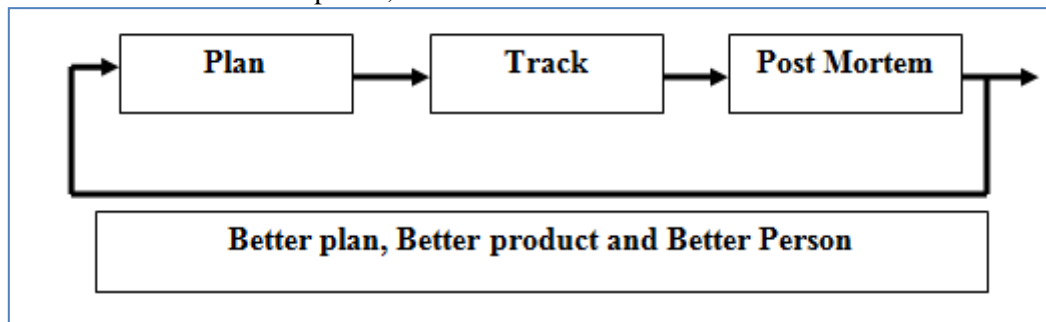 Plan
Track
Post Mortem
Better plan, Better product and Better Person